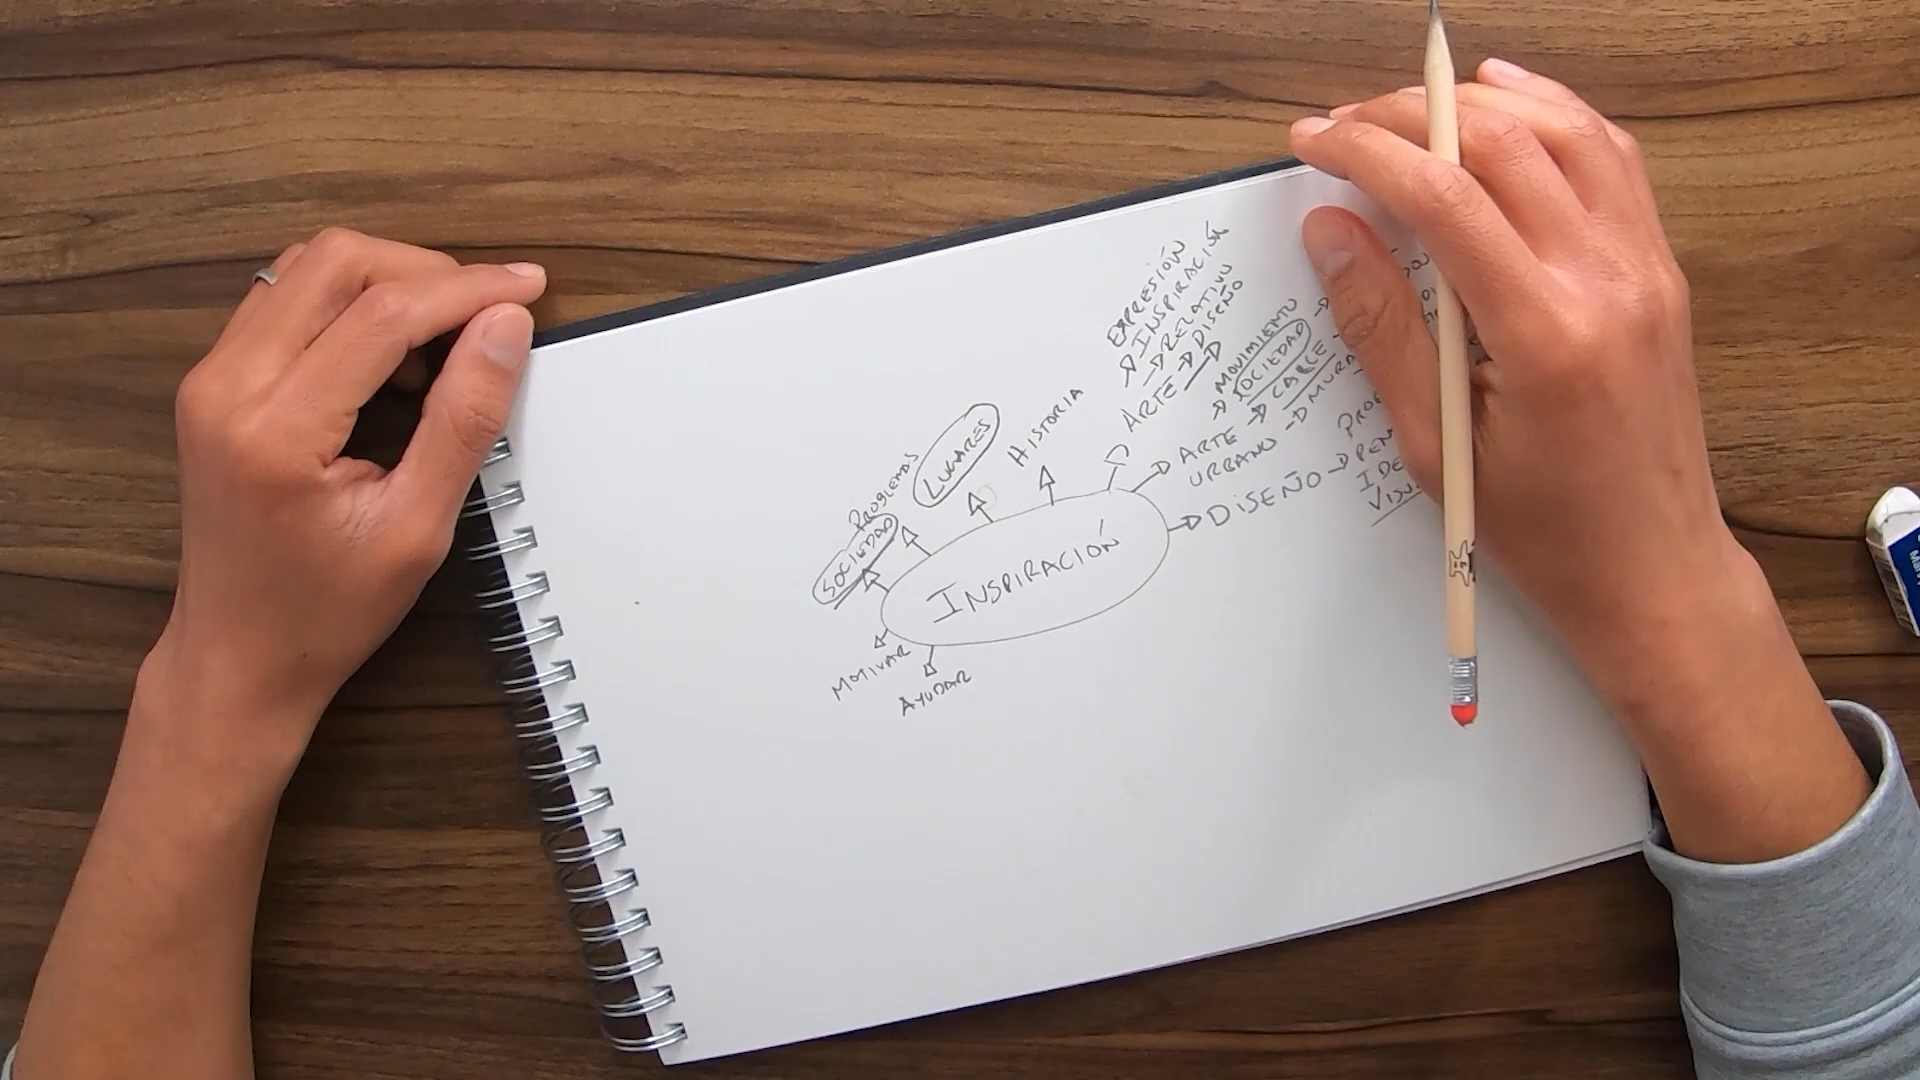 EXPRESIÓN
INSPIRACIÓN
RELATIVO
ARTE DISEÑO
MOVIMIENTO
SOCIEDAD
ARTE CALLE
URBANO
DISEÑO
HISTORIA
LUGARES
PROBLEMAS
SOCIEDAD
INSPIRACIÓN
MOTIVAR
AYUDAR